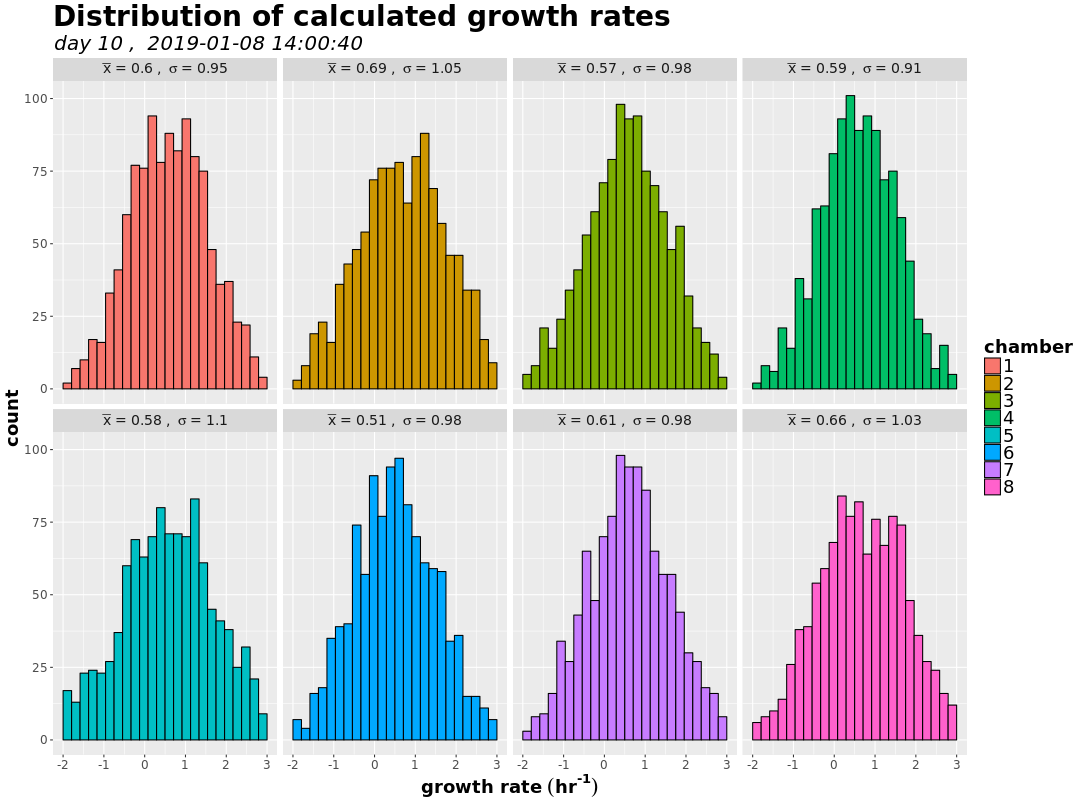 Distribution of calculated growth rates
day 10 ,  2019-01-08 14:00:40
x̅ = 0.6 ,  σ = 0.95
x̅ = 0.69 ,  σ = 1.05
x̅ = 0.57 ,  σ = 0.98
x̅ = 0.59 ,  σ = 0.91
100
75
50
25
0
x̅ = 0.58 ,  σ = 1.1
x̅ = 0.51 ,  σ = 0.98
x̅ = 0.61 ,  σ = 0.98
x̅ = 0.66 ,  σ = 1.03
100
75
50
25
0
-2 -1 0 1 2 3
-2 -1 0 1 2 3
-2 -1 0 1 2 3
-2 -1 0 1 2 3
count
growth rate (hr⁻¹)
chamber
1
2
3
4
5
6
7
8